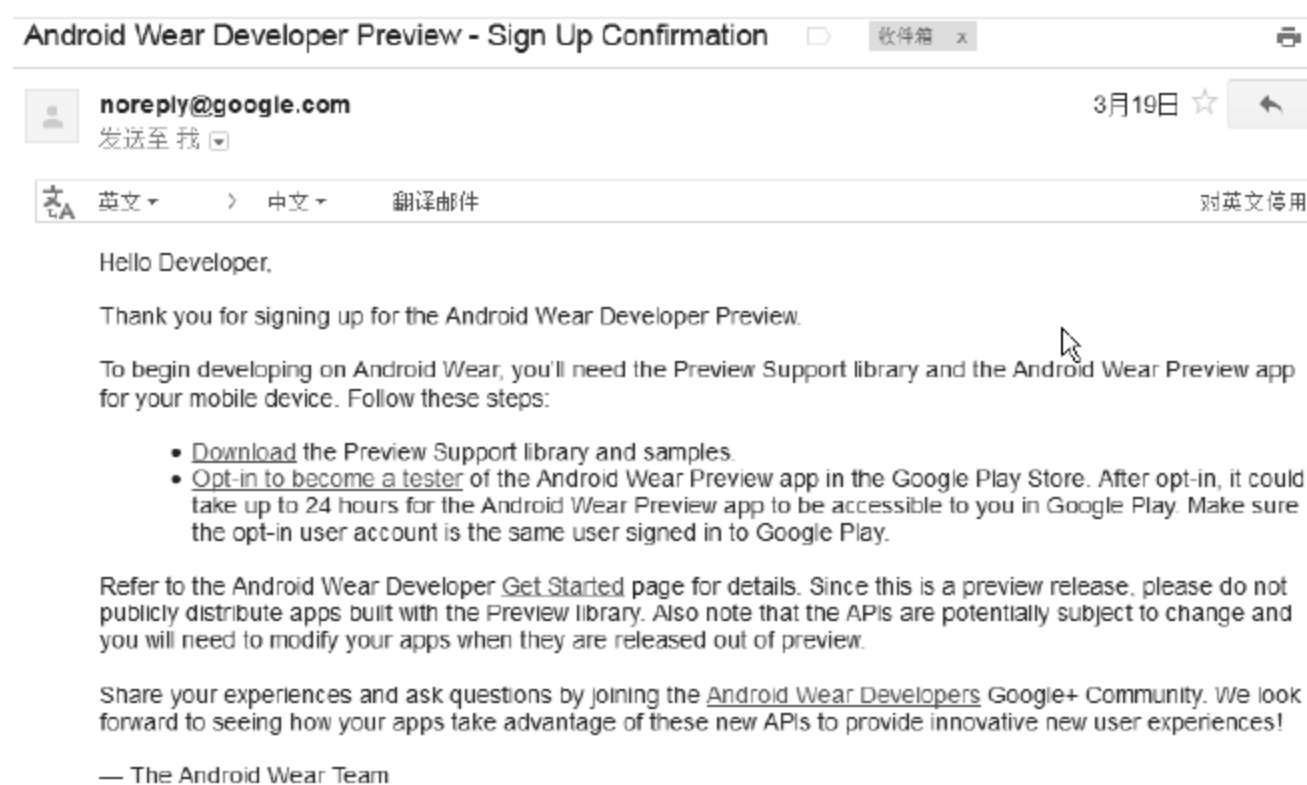 Android Wear Developer Preview - Sign Up Confirmation 收件箱 x
noreply@google.com 3月19日
发送至 我
英文 中文 翻译邮件 对英文停用
Hello Developer,
Thank you for signing up for the Android Wear Developer Preview.
To begin developing on Android Wear, you'll need the Preview Support library and the Android Wear Preview app
for your mobile device. Follow these steps:
• Download the Preview Support library and samples.
• Opt-in to become a tester of the Android Wear Preview app in the Google Play Store. After opt-in, it could
take up to 24 hours for the Android Wear Preview app to be accessible to you in Google Play. Make sure
the opt-in user account is the same user signed in to Google Play.
Refer to the Android Wear Developer Get Started page for details. Since this is a preview release, please do not
publicly distribute apps built with the Preview library. Also note that the APIs are potentially subject to change and
you will need to modify your apps when they are released out of preview.
Share your experiences and ask questions by joining the Android Wear Developers Google+ Community. We look
forward to seeing how your apps take advantage of these new APIs to provide innovative new user experiences!
— The Android Wear Team